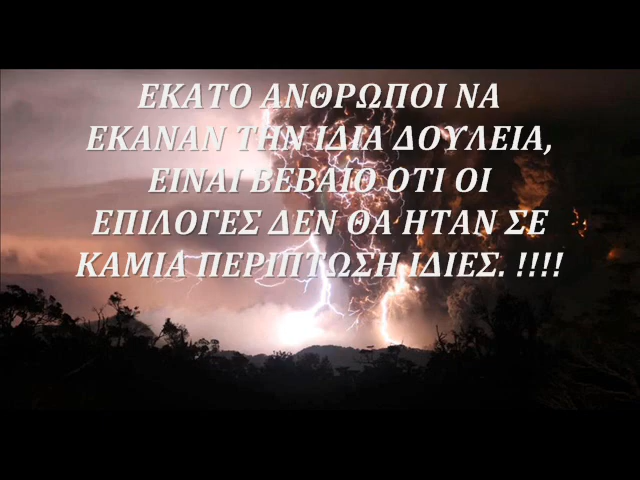 ΕΚΑΤΟ ΑΝΘΡΩΠΟΙ ΝΑ
ΕΚΑΝΑΝ ΤΗΝ ΙΔΙΑ ΔΟΥΛΕΙΑ,
ΕΙΝΑΙ ΒΕΒΑΙΟ ΟΤΙ ΟΙ
ΕΠΙΛΟΓΕΣ ΔΕΝ ΘΑ ΗΤΑΝ ΣΕ
ΚΑΜΙΑ ΠΕΡΙΠΤΩΣΗ ΙΔΙΕΣ. !!!!